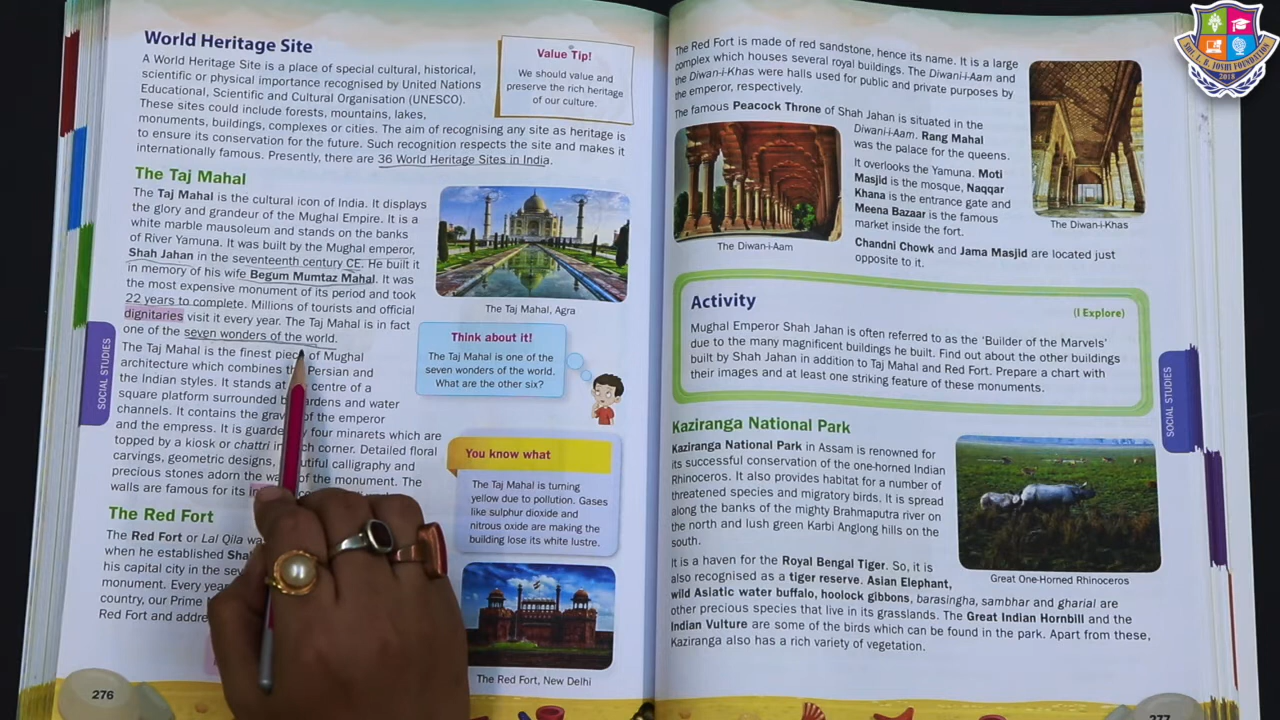 World Heritage Site
A World Heritage Site is a place of special cultural, historical,
scientific or physical importance recognised by United Nations
Educational, Scientific and Cultural Organisation (UNESCO).
These sites could include forests, mountains, lakes,
monuments, buildings, complexes or cities. The aim of recognising any site as heritage is
to ensure its conservation for the future. Such recognition respects the site and makes it
internationally famous. Presently, there are 36 World Heritage Sites in India.
Value Tip!
We should value and
preserve the rich heritage
of our culture.
The Taj Mahal
The Taj Mahal is the cultural icon of India. It displays
the glory and grandeur of the Mughal Empire. It is a
white marble mausoleum and stands on the banks
of River Yamuna. It was built by the Mughal emperor,
Shah Jahan in the seventeenth century CE. He built it
in memory of his wife Begum Mumtaz Mahal. It was
the most expensive monument of its period and took
22 years to complete. Millions of tourists and official
dignitaries visit it every year. The Taj Mahal is in fact
one of the seven wonders of the world.
The Taj Mahal, Agra
The Taj Mahal is the finest piece of Mughal
architecture which combines the Persian and
the Indian styles. It stands at centre of a
square platform surrounded by gardens and water
channels. It contains the of the emperor
and the empress. It is four minarets which are
topped by a kiosk or chattri in corner. Detailed floral
carvings, geometric designs, calligraphy and
precious stones adorn the of the monument. The
walls are famous for its
Think about it!
The Taj Mahal is one of the
seven wonders of the world.
What are the other six?
You know what
The Taj Mahal is turning
yellow due to pollution. Gases
like sulphur dioxide and
nitrous oxide are making the
building lose its white lustre.
The Red Fort
The Red Fort or Lal Qila
when he established
his capital city in the
monument. Every
country, our Prime
Red Fort and
The Red Fort, New Delhi
SOCIAL STUDIES
276
The Red Fort is made of red sandstone, hence its name. It is a large
complex which houses several royal buildings. The Diwan-i-Aam and
the Diwan-i-Khas were halls used for public and private purposes by
the emperor, respectively.
The famous Peacock Throne of Shah Jahan is situated in the
Diwan-i-Aam. Rang Mahal
was the palace for the queens.
It overlooks the Yamuna. Moti
Masjid is the mosque, Naqqar
Khana is the entrance gate and
Meena Bazaar is the famous
market inside the fort.
Chandni Chowk and Jama Masjid are located just
opposite to it.
The Diwan-i-Aam
The Diwan-i-Khas
Activity
(I Explore)
Mughal Emperor Shah Jahan is often referred to as the ‘Builder of the Marvels’
due to the many magnificent buildings he built. Find out about the other buildings
built by Shah Jahan in addition to Taj Mahal and Red Fort. Prepare a chart with
their images and at least one striking feature of these monuments.
Kaziranga National Park
Kaziranga National Park in Assam is renowned for
its successful conservation of the one-horned Indian
Rhinoceros. It also provides habitat for a number of
threatened species and migratory birds. It is spread
along the banks of the mighty Brahmaputra river on
the north and lush green Karbi Anglong hills on the
south.
It is a haven for the Royal Bengal Tiger. So, it is
also recognised as a tiger reserve. Asian Elephant,
wild Asiatic water buffalo, hoolock gibbons, barasingha, sambhar and gharial are
other precious species that live in its grasslands. The Great Indian Hornbill and the
Indian Vulture are some of the birds which can be found in the park. Apart from these,
Kaziranga also has a rich variety of vegetation.
Great One-Horned Rhinoceros
SOCIAL STUDIES
277
SMT. I. B. JOSHI FOUNDATION
2018